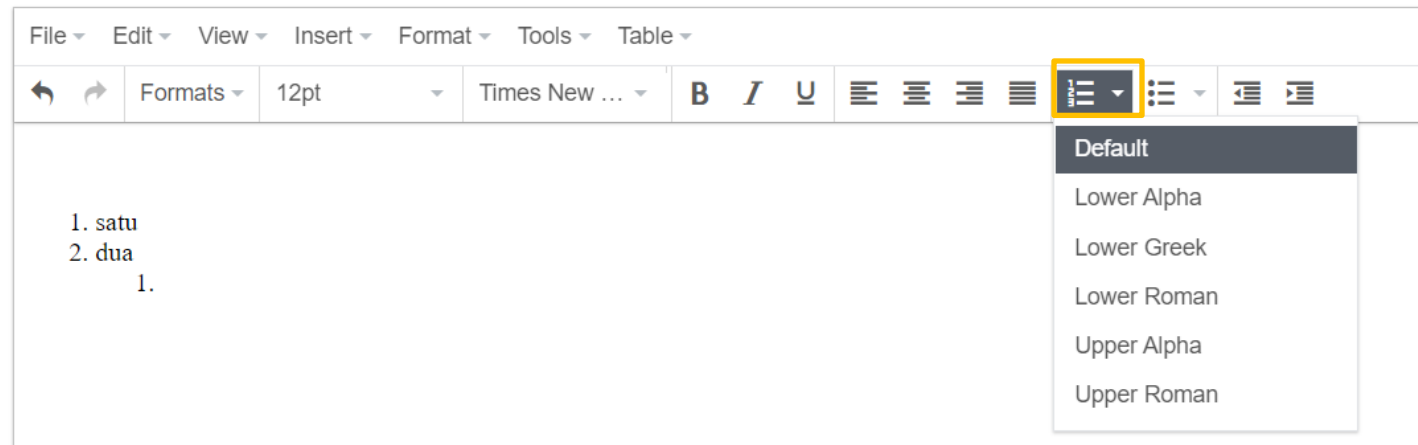 File Edit View Insert Format Tools Table
Formats 12pt Times New ... B I U
Default
Lower Alpha
1. satu
Lower Greek
2. dua
1.
Lower Roman
Upper Alpha
Upper Roman